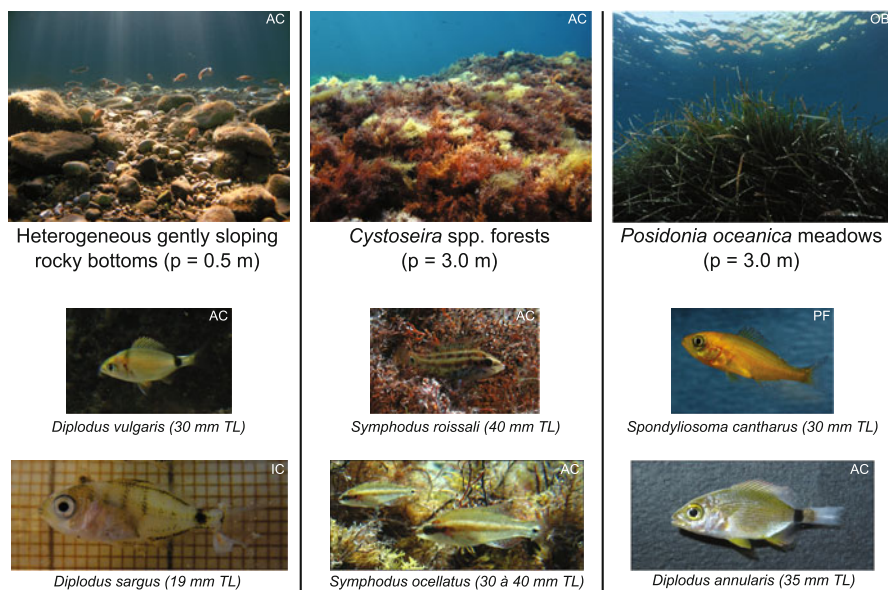 AC
Heterogeneous gently sloping
rocky bottoms (p = 0.5 m)
AC
Diplodus vulgaris (30 mm TL)
IC
Diplodus sargus (19 mm TL)
AC
Cystoseira spp. forests
(p = 3.0 m)
AC
Symphodus roissali (40 mm TL)
AC
Symphodus ocellatus (30 à 40 mm TL)
OB
Posidonia oceanica meadows
(p = 3.0 m)
PF
Spondyliosoma cantharus (30 mm TL)
AC
Diplodus annularis (35 mm TL)